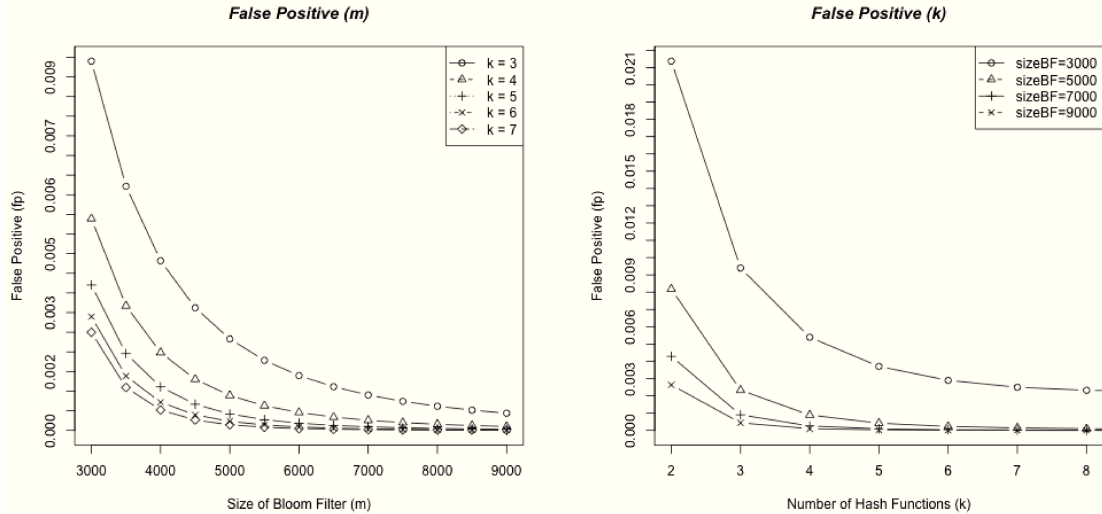 False Positive (m)
False Positive (fp)
0.009
0.007
0.006
0.005
0.003
0.002
0.000
k = 3
k = 4
k = 5
k = 6
k = 7
3000 4000 5000 6000 7000 8000 9000
Size of Bloom Filter (m)
False Positive (k)
False Positive (fp)
0.021
0.018
0.015
0.012
0.009
0.006
0.003
0.000
sizeBF=3000
sizeBF=5000
sizeBF=7000
sizeBF=9000
2 3 4 5 6 7 8
Number of Hash Functions (k)